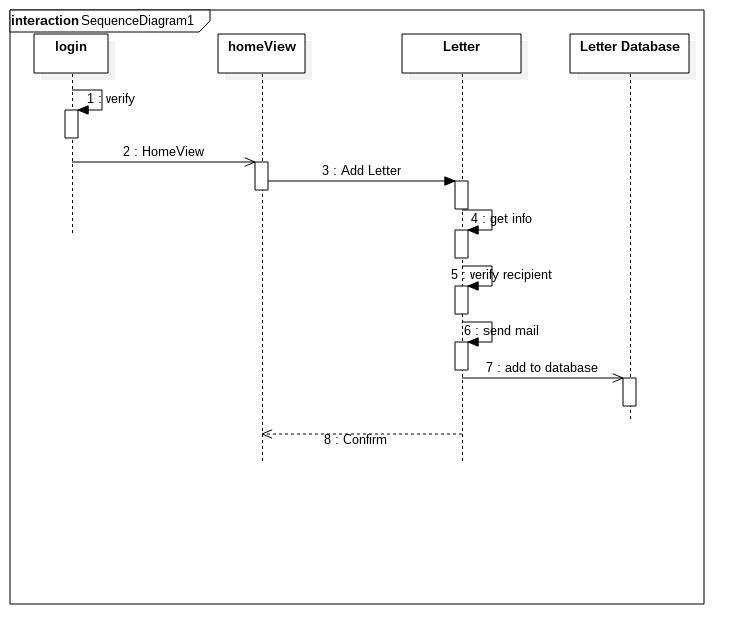 interaction SequenceDiagram1
login
homeView
Letter
Letter Database
1 : verify
2 : HomeView
3 : Add Letter
4 : get info
5 : verify recipient
6 : send mail
7 : add to database
8 : Confirm